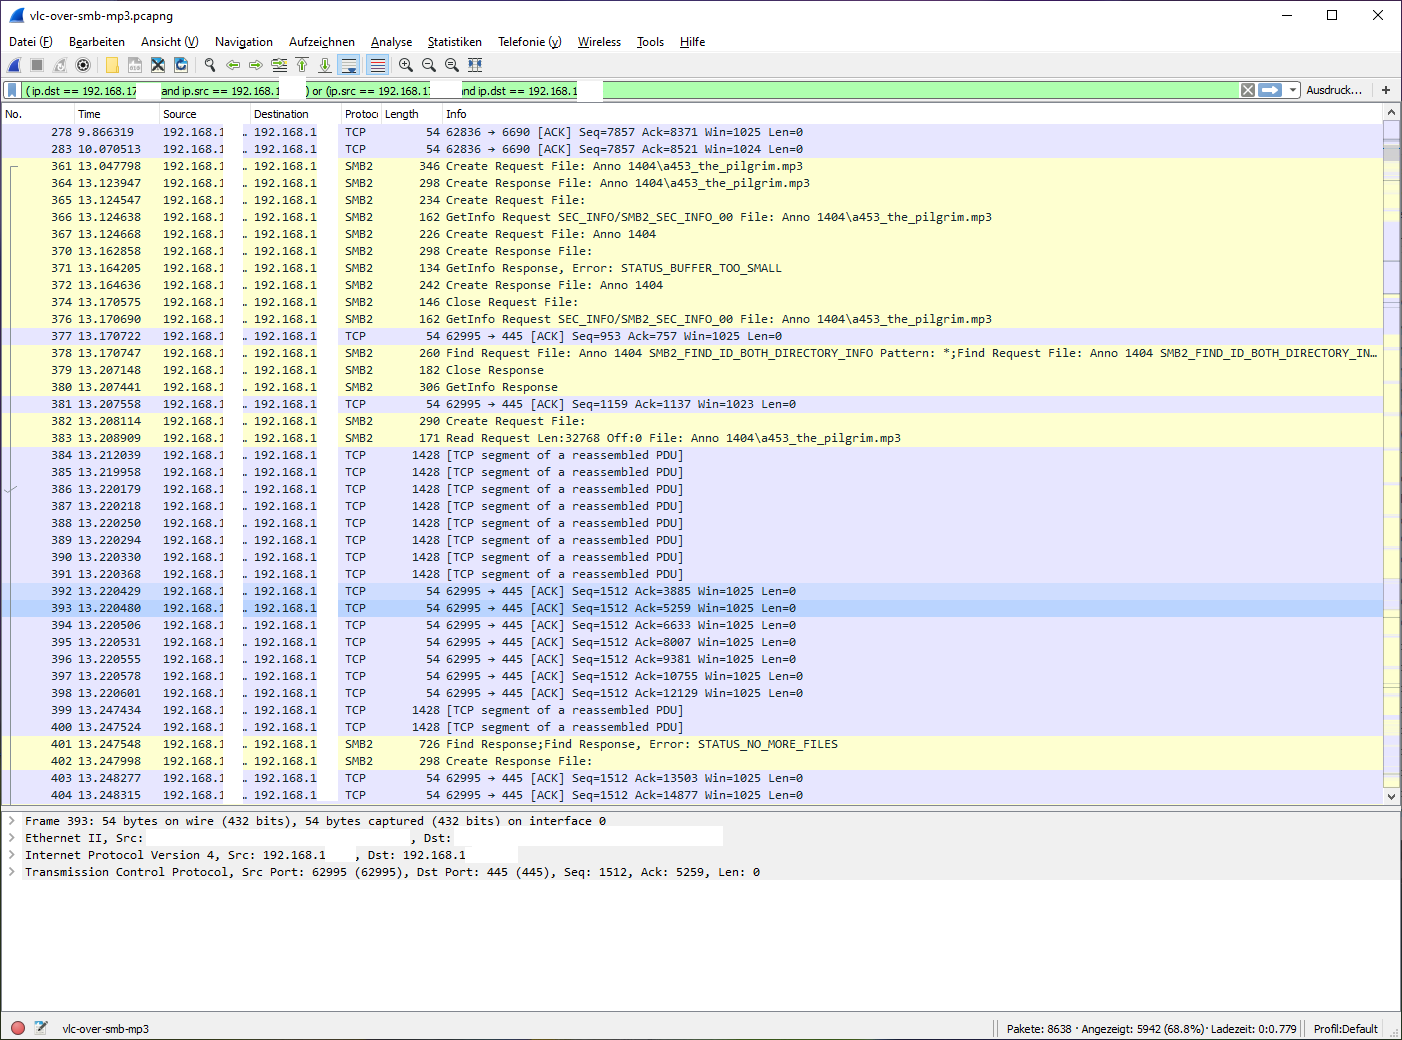 vlc-over-smb-mp3.pcapng
Datei (F) Bearbeiten Ansicht (V) Navigation Aufzeichnen Analyse Statistiken Telefonie (y) Wireless Tools Hilfe
( ip.dst == 192.168.17 and ip.src == 192.168.1 ) or (ip.src == 192.168.1 nd ip.dst == 192.168.1 Ausdruck… +
No. Time Source Destination Protoc Length Info
278 9.866319 192.168.1 … 192.168.1 TCP 54 62836 → 6690 [ACK] Seq=7857 Ack=8371 Win=1025 Len=0
283 10.070513 192.168.1 … 192.168.1 TCP 54 62836 → 6690 [ACK] Seq=7857 Ack=8521 Win=1024 Len=0
361 13.047798 192.168.1 … 192.168.1 SMB2 346 Create Request File: Anno 1404\a453_the_pilgrim.mp3
364 13.123947 192.168.1 … 192.168.1 SMB2 298 Create Response File: Anno 1404\a453_the_pilgrim.mp3
365 13.124547 192.168.1 … 192.168.1 SMB2 234 Create Request File:
366 13.124638 192.168.1 … 192.168.1 SMB2 162 GetInfo Request SEC_INFO/SMB2_SEC_INFO_00 File: Anno 1404\a453_the_pilgrim.mp3
367 13.124668 192.168.1 … 192.168.1 SMB2 226 Create Request File: Anno 1404
370 13.162858 192.168.1 … 192.168.1 SMB2 298 Create Response File:
371 13.164205 192.168.1 … 192.168.1 SMB2 134 GetInfo Response, Error: STATUS_BUFFER_TOO_SMALL
372 13.164636 192.168.1 … 192.168.1 SMB2 242 Create Response File: Anno 1404
374 13.170575 192.168.1 … 192.168.1 SMB2 146 Close Request File:
376 13.170690 192.168.1 … 192.168.1 SMB2 162 GetInfo Request SEC_INFO/SMB2_SEC_INFO_00 File: Anno 1404\a453_the_pilgrim.mp3
377 13.170722 192.168.1 … 192.168.1 TCP 54 62995 → 445 [ACK] Seq=953 Ack=757 Win=1025 Len=0
378 13.170747 192.168.1 … 192.168.1 SMB2 260 Find Request File: Anno 1404 SMB2_FIND_ID_BOTH_DIRECTORY_INFO Pattern: *;Find Request File: Anno 1404 SMB2_FIND_ID_BOTH_DIRECTORY_IN…
379 13.207148 192.168.1 … 192.168.1 SMB2 182 Close Response
380 13.207441 192.168.1 … 192.168.1 SMB2 306 GetInfo Response
381 13.207558 192.168.1 … 192.168.1 TCP 54 62995 → 445 [ACK] Seq=1159 Ack=1137 Win=1023 Len=0
382 13.208114 192.168.1 … 192.168.1 SMB2 290 Create Request File:
383 13.208909 192.168.1 … 192.168.1 SMB2 171 Read Request Len:32768 Off:0 File: Anno 1404\a453_the_pilgrim.mp3
384 13.212039 192.168.1 … 192.168.1 TCP 1428 [TCP segment of a reassembled PDU]
385 13.219958 192.168.1 … 192.168.1 TCP 1428 [TCP segment of a reassembled PDU]
386 13.220179 192.168.1 … 192.168.1 TCP 1428 [TCP segment of a reassembled PDU]
387 13.220218 192.168.1 … 192.168.1 TCP 1428 [TCP segment of a reassembled PDU]
388 13.220250 192.168.1 … 192.168.1 TCP 1428 [TCP segment of a reassembled PDU]
389 13.220294 192.168.1 … 192.168.1 TCP 1428 [TCP segment of a reassembled PDU]
390 13.220330 192.168.1 … 192.168.1 TCP 1428 [TCP segment of a reassembled PDU]
391 13.220368 192.168.1 … 192.168.1 TCP 1428 [TCP segment of a reassembled PDU]
392 13.220429 192.168.1 … 192.168.1 TCP 54 62995 → 445 [ACK] Seq=1512 Ack=3885 Win=1025 Len=0
393 13.220480 192.168.1 … 192.168.1 TCP 54 62995 → 445 [ACK] Seq=1512 Ack=5259 Win=1025 Len=0
394 13.220506 192.168.1 … 192.168.1 TCP 54 62995 → 445 [ACK] Seq=1512 Ack=6633 Win=1025 Len=0
395 13.220531 192.168.1 … 192.168.1 TCP 54 62995 → 445 [ACK] Seq=1512 Ack=8007 Win=1025 Len=0
396 13.220555 192.168.1 … 192.168.1 TCP 54 62995 → 445 [ACK] Seq=1512 Ack=9381 Win=1025 Len=0
397 13.220578 192.168.1 … 192.168.1 TCP 54 62995 → 445 [ACK] Seq=1512 Ack=10755 Win=1025 Len=0
398 13.220601 192.168.1 … 192.168.1 TCP 54 62995 → 445 [ACK] Seq=1512 Ack=12129 Win=1025 Len=0
399 13.247434 192.168.1 … 192.168.1 TCP 1428 [TCP segment of a reassembled PDU]
400 13.247524 192.168.1 … 192.168.1 TCP 1428 [TCP segment of a reassembled PDU]
401 13.247548 192.168.1 … 192.168.1 SMB2 726 Find Response;Find Response, Error: STATUS_NO_MORE_FILES
402 13.247998 192.168.1 … 192.168.1 SMB2 298 Create Response File:
403 13.248277 192.168.1 … 192.168.1 TCP 54 62995 → 445 [ACK] Seq=1512 Ack=13503 Win=1025 Len=0
404 13.248315 192.168.1 … 192.168.1 TCP 54 62995 → 445 [ACK] Seq=1512 Ack=14877 Win=1025 Len=0
Frame 393: 54 bytes on wire (432 bits), 54 bytes captured (432 bits) on interface 0
Ethernet II, Src: , Dst:
Internet Protocol Version 4, Src: 192.168.1 , Dst: 192.168.1
Transmission Control Protocol, Src Port: 62995 (62995), Dst Port: 445 (445), Seq: 1512, Ack: 5259, Len: 0
vlc-over-smb-mp3 Pakete: 8638 · Angezeigt: 5942 (68.8%) · Ladezeit: 0:0.779 Profil:Default